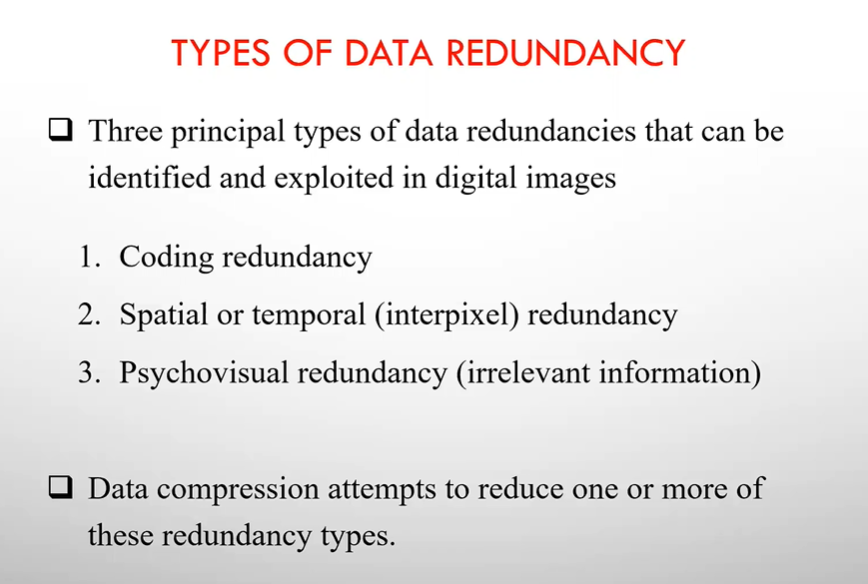 TYPES OF DATA REDUNDANCY
❑ Three principal types of data redundancies that can be
identified and exploited in digital images
1. Coding redundancy
2. Spatial or temporal (interpixel) redundancy
3. Psychovisual redundancy (irrelevant information)
❑ Data compression attempts to reduce one or more of
these redundancy types.